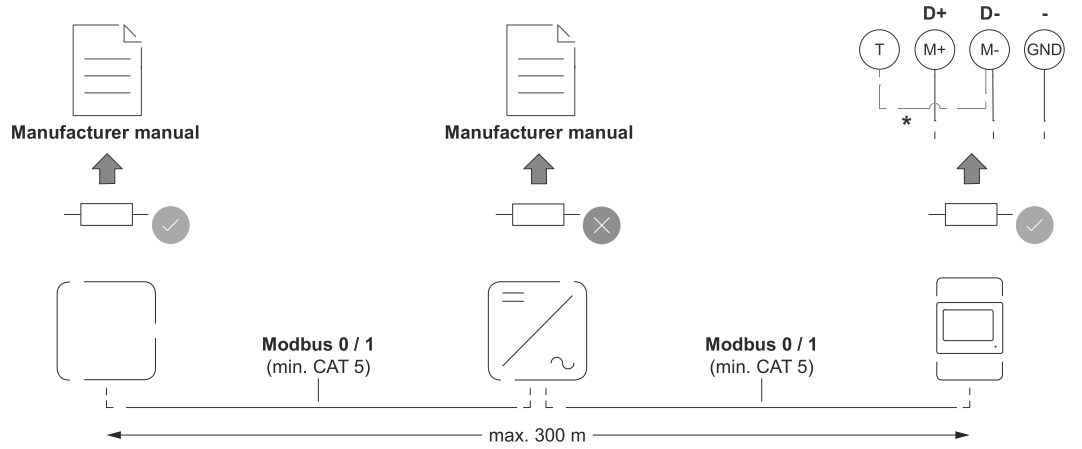 D+ D- -
T M+ M- GND
Manufacturer manual Manufacturer manual
*
Modbus 0 / 1 Modbus 0 / 1
(min. CAT 5) (min. CAT 5)
max. 300 m